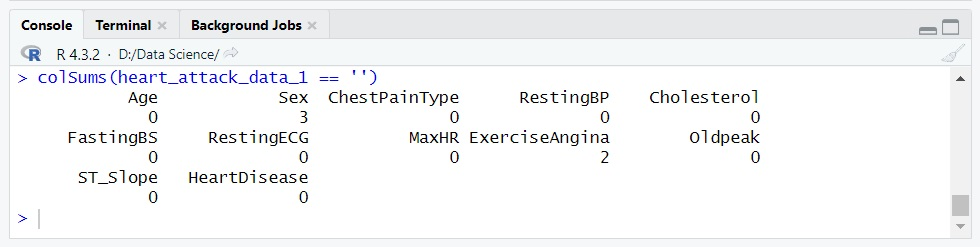 Console Terminal Background Jobs
R R 4.3.2 · D:/Data Science/
> colSums(heart_attack_data_1 == '')
Age Sex ChestPainType RestingBP Cholesterol
0 3 0 0 0
FastingBS RestingECG MaxHR ExerciseAngina Oldpeak
0 0 0 2 0
ST_Slope HeartDisease
0 0
>